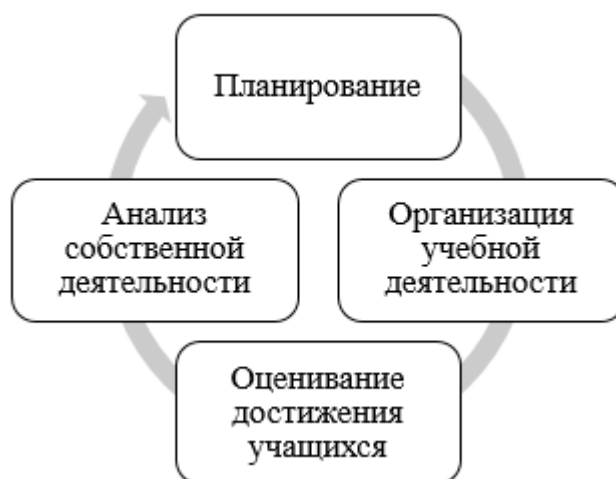 Планирование
Организация
учебной
деятельности
Оценивание
достижения
учащихся
Анализ
собственной
деятельности